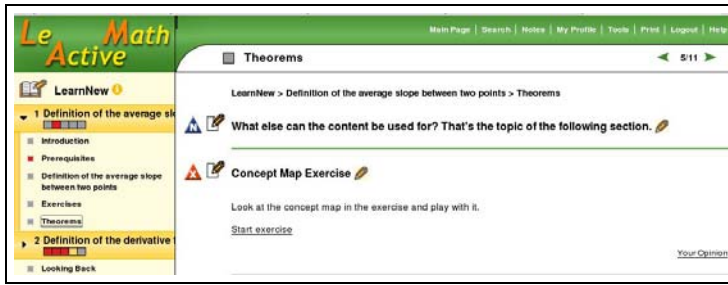 Le Math
Active
Main Page | Search | Notes | My Profile | Tools | Print | Logout | Help
Theorems
5/11
LearnNew
LearnNew > Definition of the average slope between two points > Theorems
1 Definition of the average sl
N What else can the content be used for? That's the topic of the following section.
Introduction
Prerequisites
Definition of the average slope
between two points
Exercises
Theorems
2 Definition of the derivative f
Looking Back
X Concept Map Exercise
Look at the concept map in the exercise and play with it.
Start exercise
Your Opinion